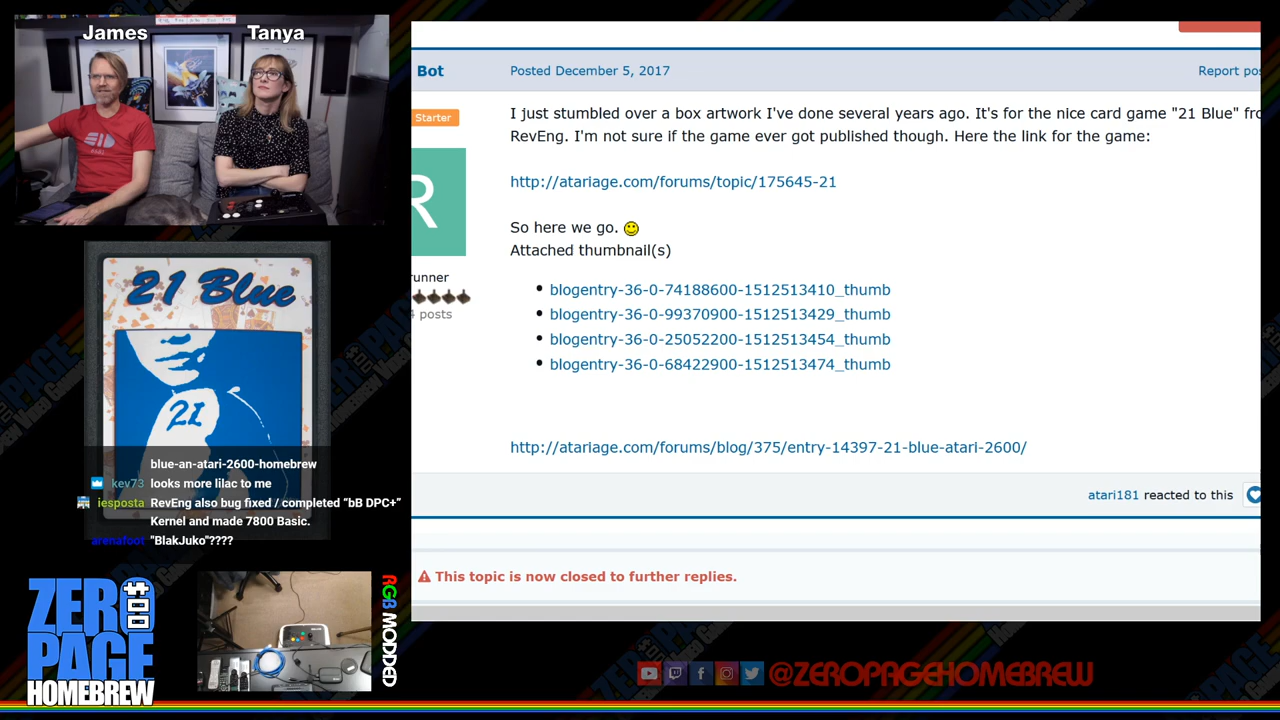 James
Tanya
21 Blue
21
blue-an-atari-2600-homebrew
kev73 looks more lilac to me
iesposta RevEng also bug fixed / completed “bB DPC+”
Kernel and made 7800 Basic.
arenafoot "BlakJuko"????
ZERO
$00
PAGE
HOMEBREW
RGB MODDED
Bot
Posted December 5, 2017
Report pos
Starter
I just stumbled over a box artwork I've done several years ago. It's for the nice card game "21 Blue" fro
RevEng. I'm not sure if the game ever got published though. Here the link for the game:
http://atariage.com/forums/topic/175645-21
R
So here we go.
Attached thumbnail(s)
runner
posts
blogentry-36-0-74188600-1512513410_thumb
blogentry-36-0-99370900-1512513429_thumb
blogentry-36-0-25052200-1512513454_thumb
blogentry-36-0-68422900-1512513474_thumb
http://atariage.com/forums/blog/375/entry-14397-21-blue-atari-2600/
atari181 reacted to this
This topic is now closed to further replies.
@ZEROPAGEHOMEBREW